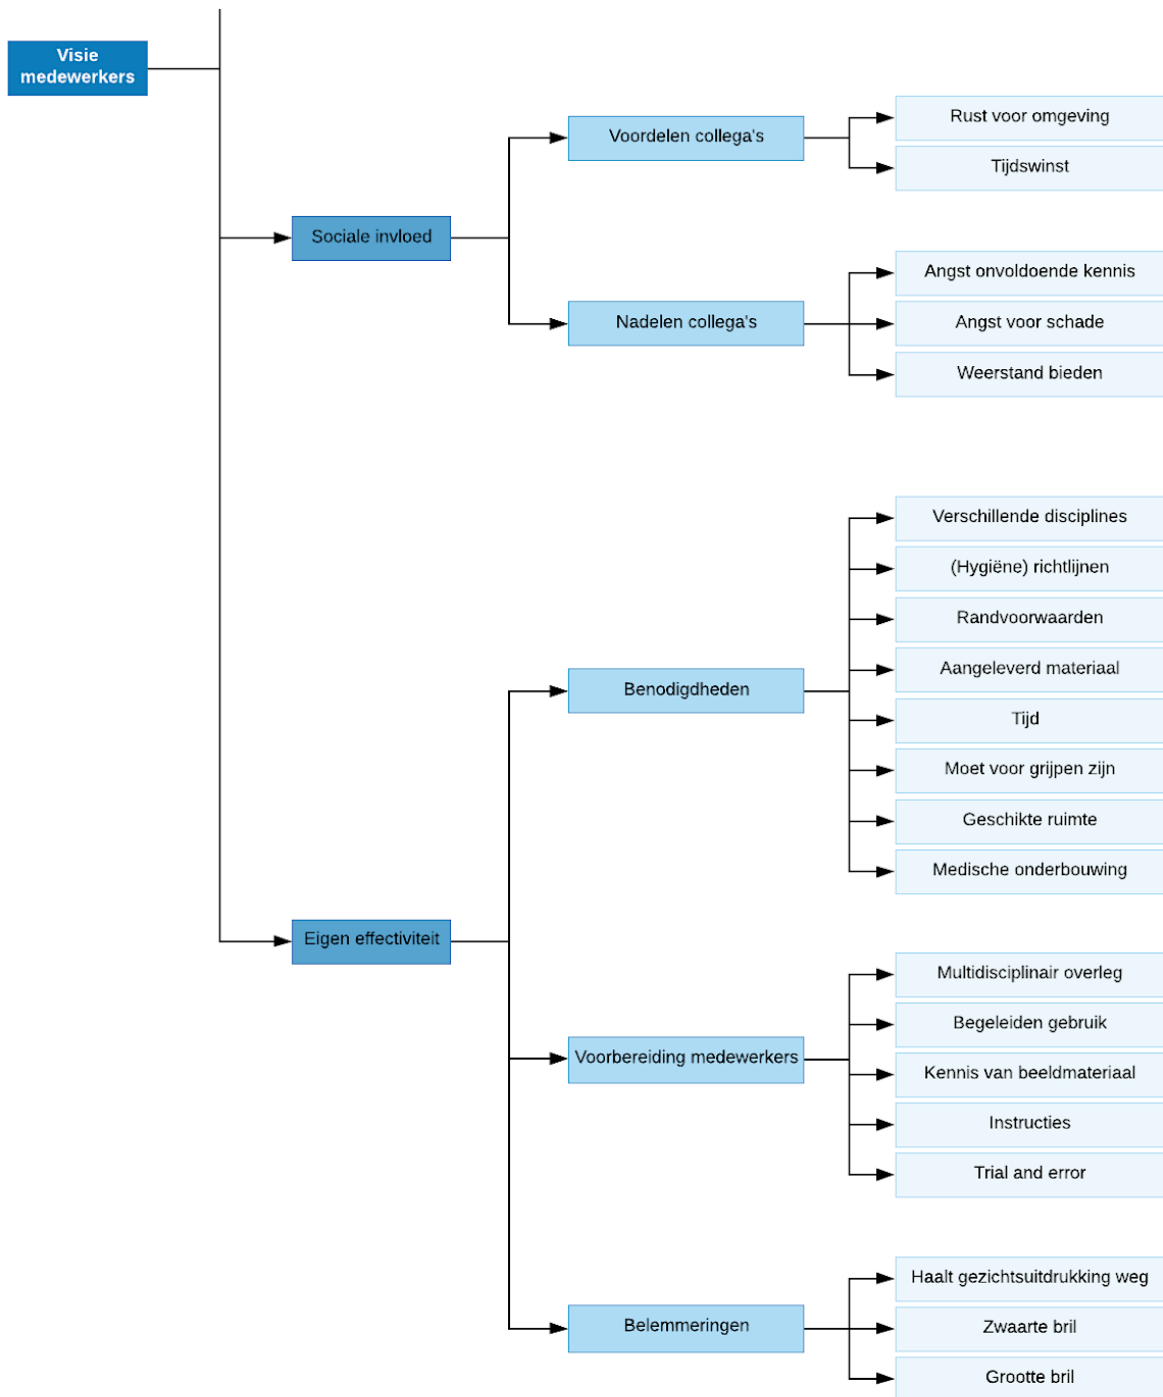 Visie
medewerkers
Voordelen collega's
Rust voor omgeving
Tijdswinst
Sociale invloed
Nadelen collega's
Angst onvoldoende kennis
Angst voor schade
Weerstand bieden
Eigen effectiviteit
Benodigdheden
Verschillende disciplines
(Hygiëne) richtlijnen
Randvoorwaarden
Aangeleverd materiaal
Tijd
Moet voor grijpen zijn
Geschikte ruimte
Medische onderbouwing
Voorbereiding medewerkers
Multidisciplinair overleg
Begeleiden gebruik
Kennis van beeldmateriaal
Instructies
Trial and error
Belemmeringen
Haalt gezichtsuitdrukking weg
Zwaarte bril
Grootte bril